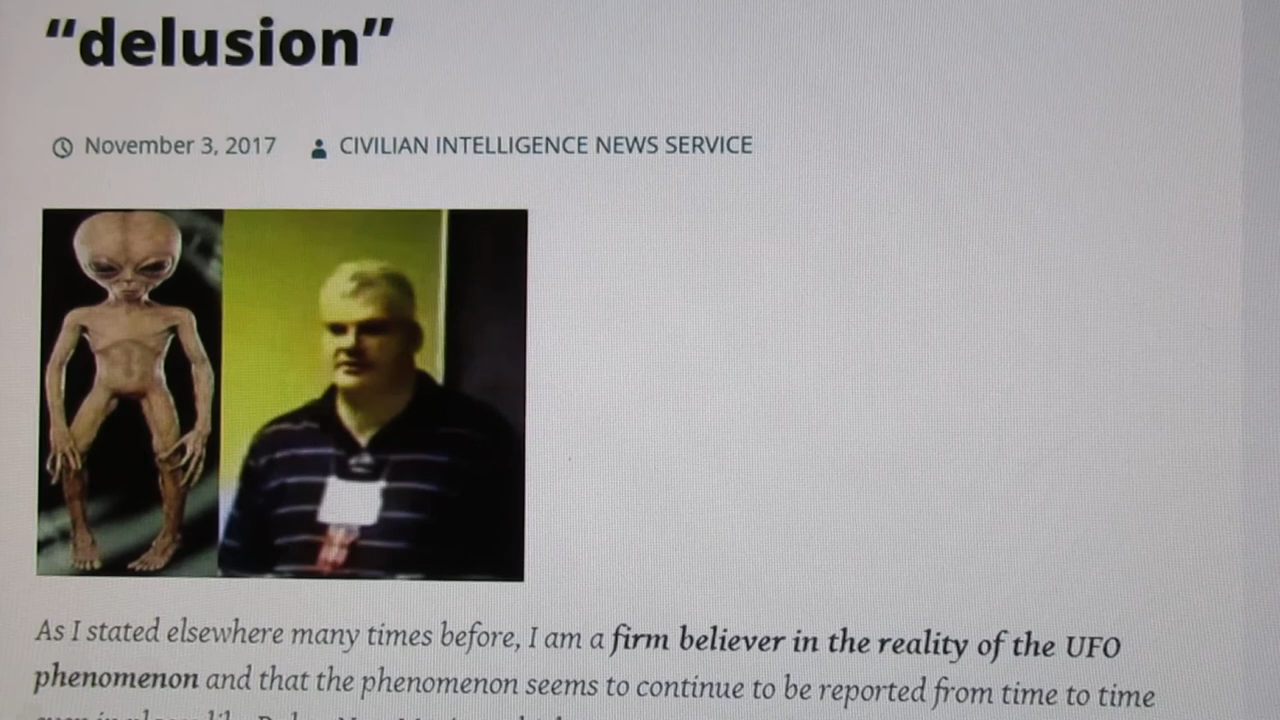 “delusion”
November 3, 2017 CIVILIAN INTELLIGENCE NEWS SERVICE
As I stated elsewhere many times before, I am a firm believer in the reality of the UFO
phenomenon and that the phenomenon seems to continue to be reported from time to time